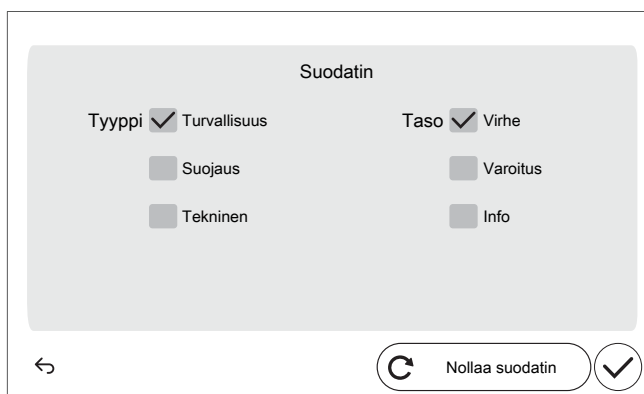 Suodatin
Tyyppi Turvallisuus Taso Virhe
Suojaus Varoitus
Tekninen Info
Nollaa suodatin